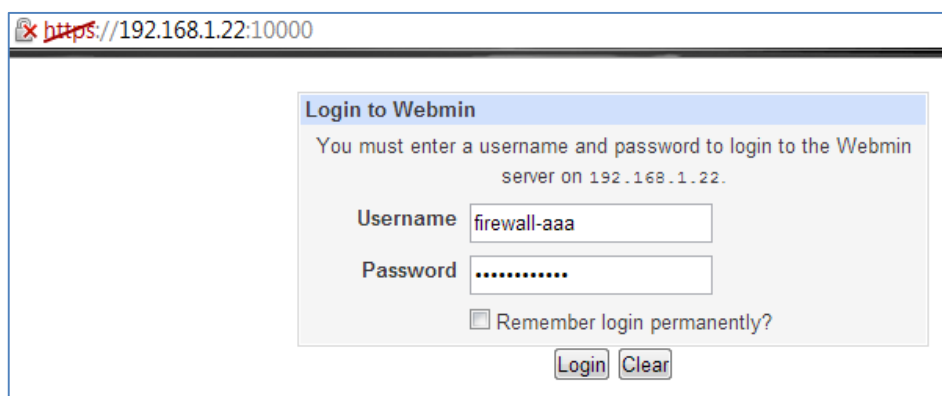 https://192.168.1.22:10000
Login to Webmin
You must enter a username and password to login to the Webmin
server on 192.168.1.22.
Username firewall-aaa
Password ••••••••••••
Remember login permanently?
Login Clear